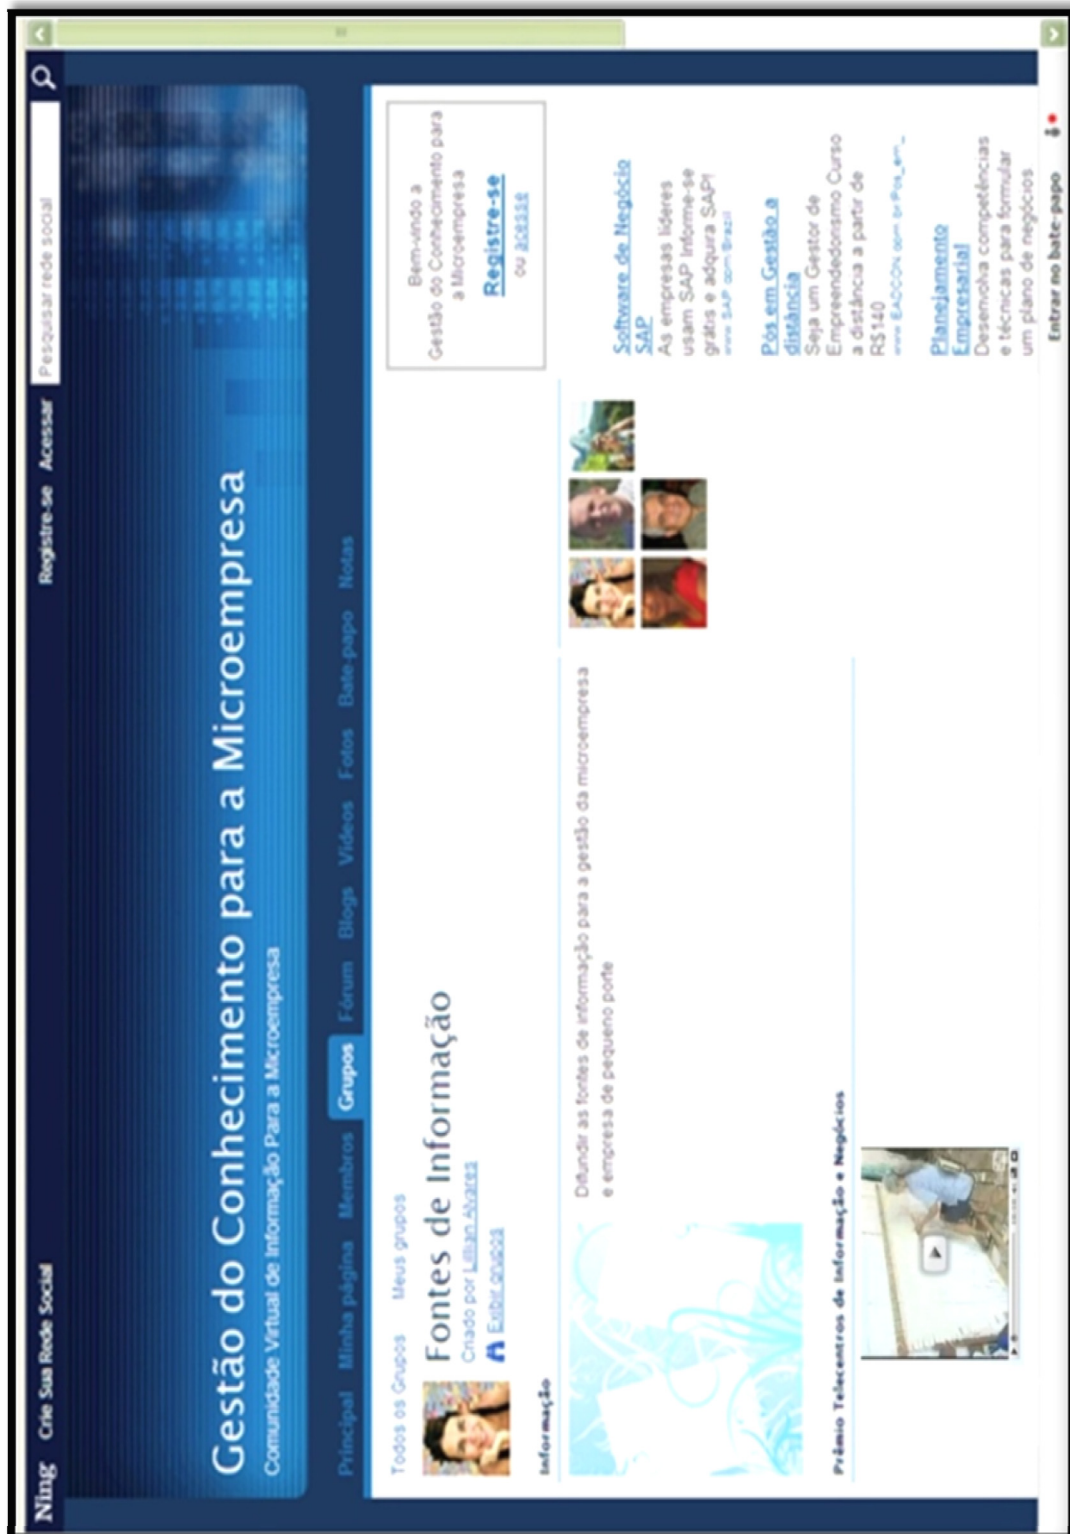 Ning Crie Sua Rede Social Registre-se Acessar Pesquisar rede social
Gestão do Conhecimento para a Microempresa
Comunidade Virtual de Informação Para a Microempresa
Principal Minha página Membros Grupos Fórum Blogs Vídeos Fotos Bate-papo Notas
Todos os Grupos Meus grupos
Fontes de Informação
Criado por Lillian Alvares
Exibir grupos
Informação
Difundir as fontes de informação para a gestão da microempresa
e empresa de pequeno porte
Prêmio Telecentros de Informação e Negócios
Bem-vindo a
Gestão do Conhecimento para
a Microempresa
Registre-se
ou acesse
Software de Negócio
SAP
As empresas líderes
usam SAP Informe-se
grátis e adquira SAP!
www.SAP.com/Brazil
Pós em Gestão a
distância
Seja um Gestor de
Empreendedorismo Curso
a distância a partir de
R$140
www.EADCON.com.br/Pos_em_
Planejamento
Empresarial
Desenvolva competências
e técnicas para formular
um plano de negócios
Entrar no bate-papo